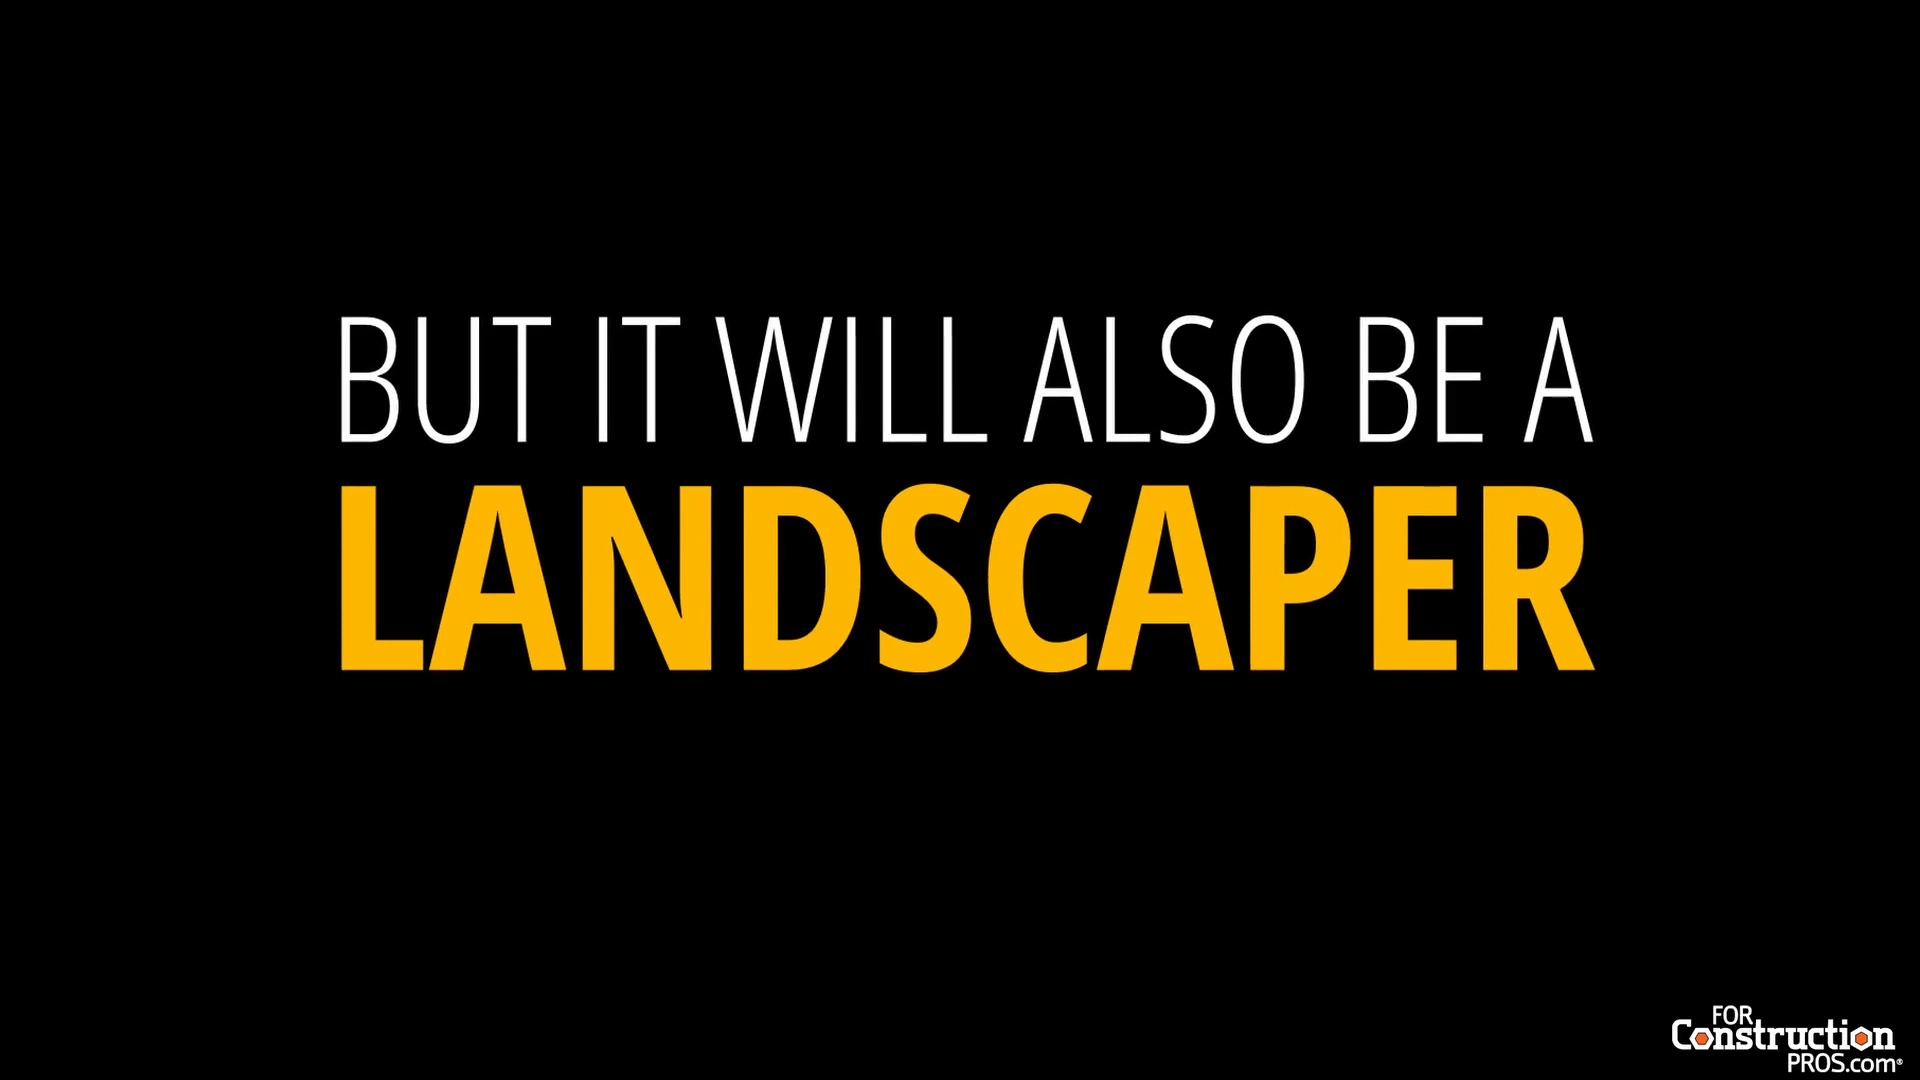 BUT IT WILL ALSO BE A
LANDSCAPER
FOR
Construction
PROS.com®